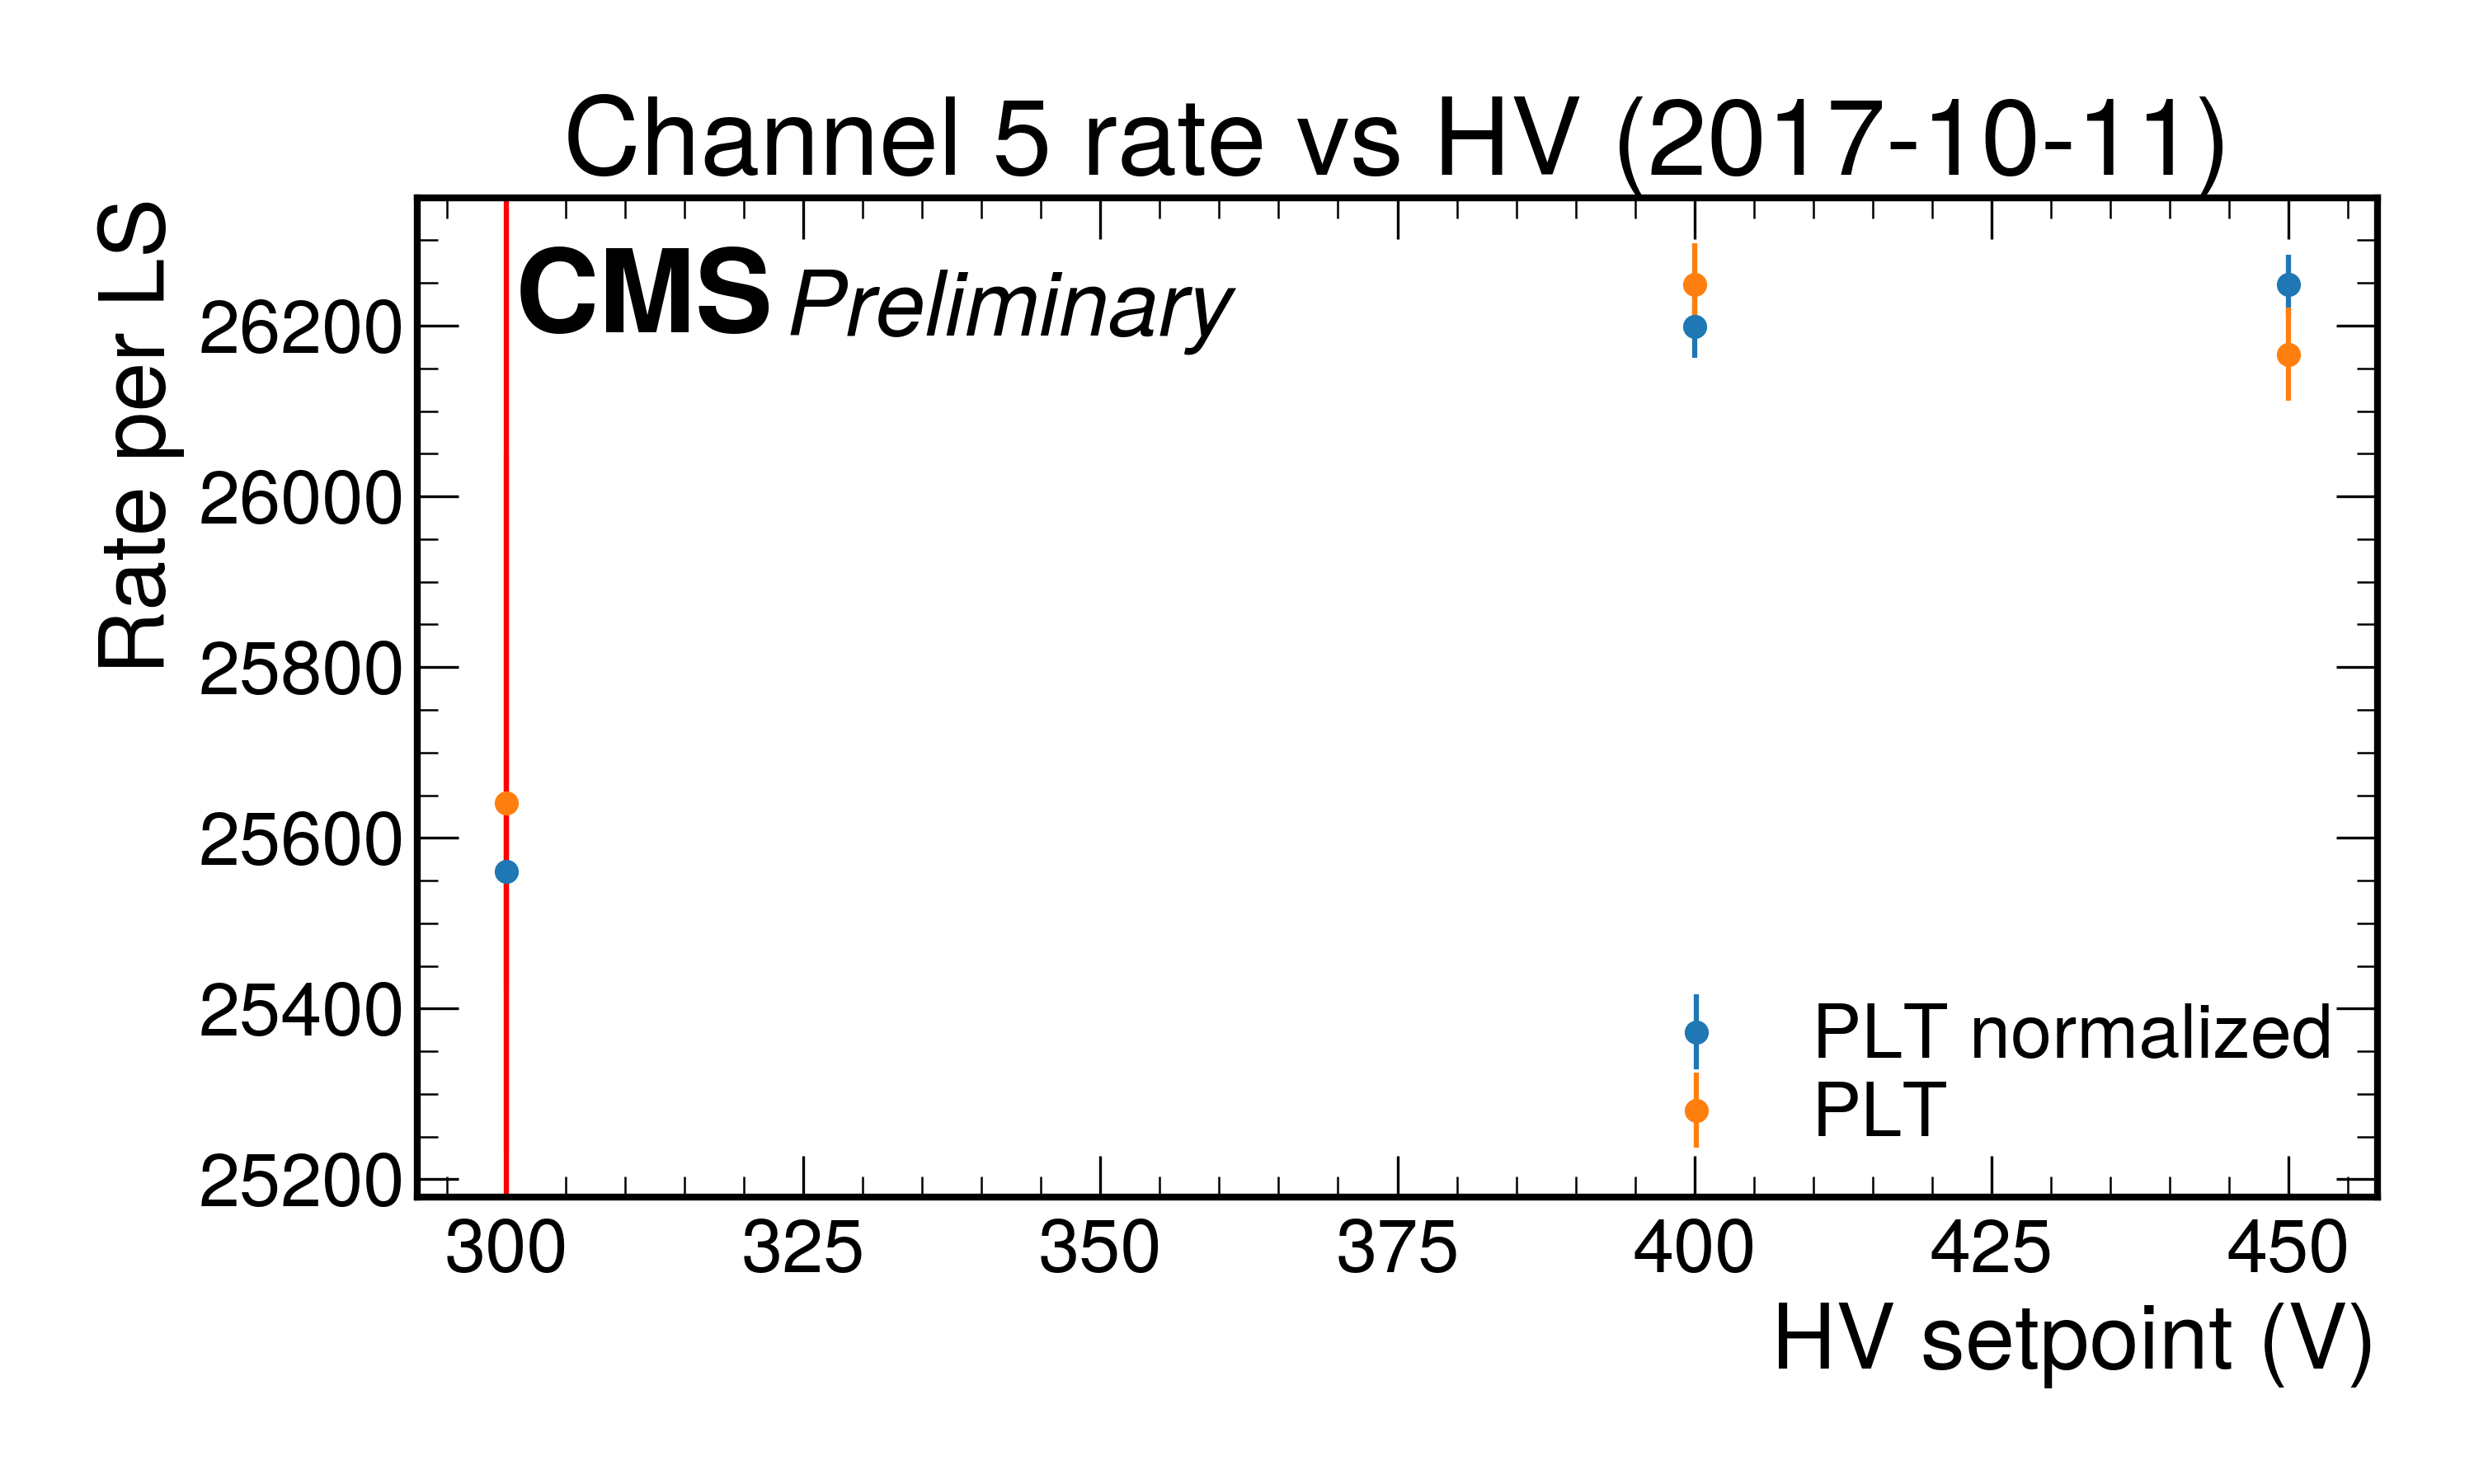 Channel 5 rate vs HV (2017-10-11)
CMS Preliminary
Rate per LS
26200
26000
25800
25600
25400
25200
PLT normalized
PLT
300 325 350 375 400 425 450
HV setpoint (V)